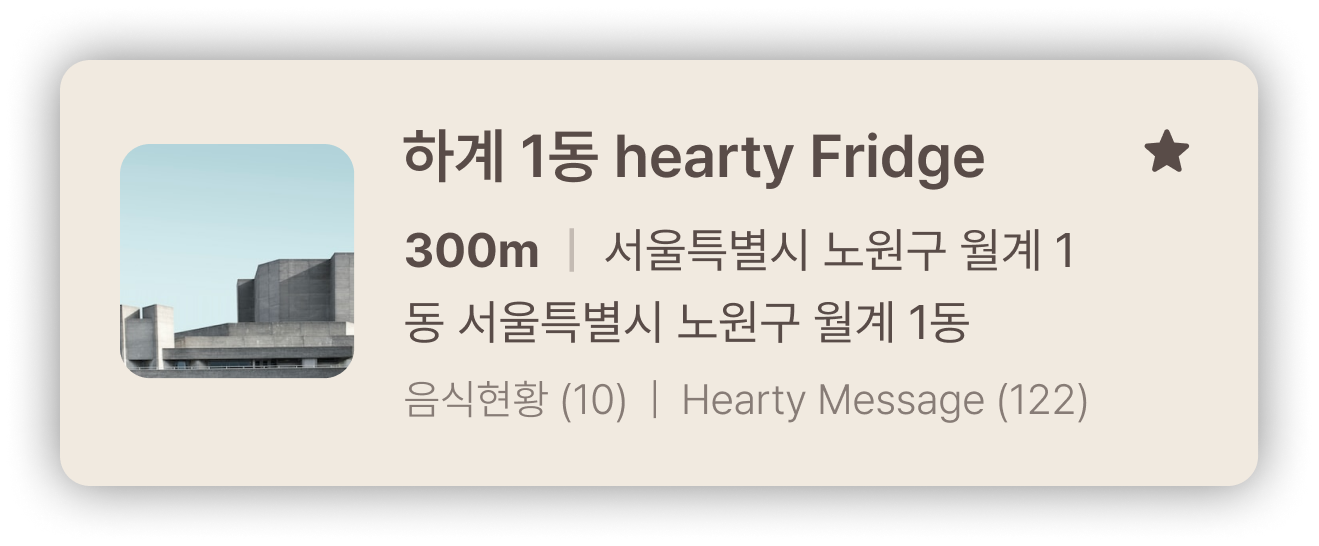 하계 1동 hearty Fridge
300m | 서울특별시 노원구 월계 1
동 서울특별시 노원구 월계 1동
음식현황 (10) | Hearty Message (122)